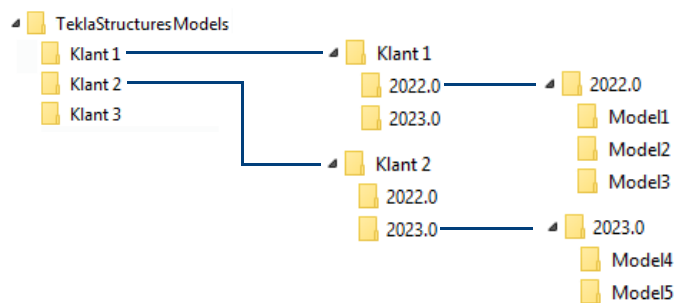 TeklaStructuresModels
Klant 1
Klant 2
Klant 3
Klant 1
2022.0
2023.0
Klant 2
2022.0
2023.0
2022.0
Model1
Model2
Model3
2023.0
Model4
Model5